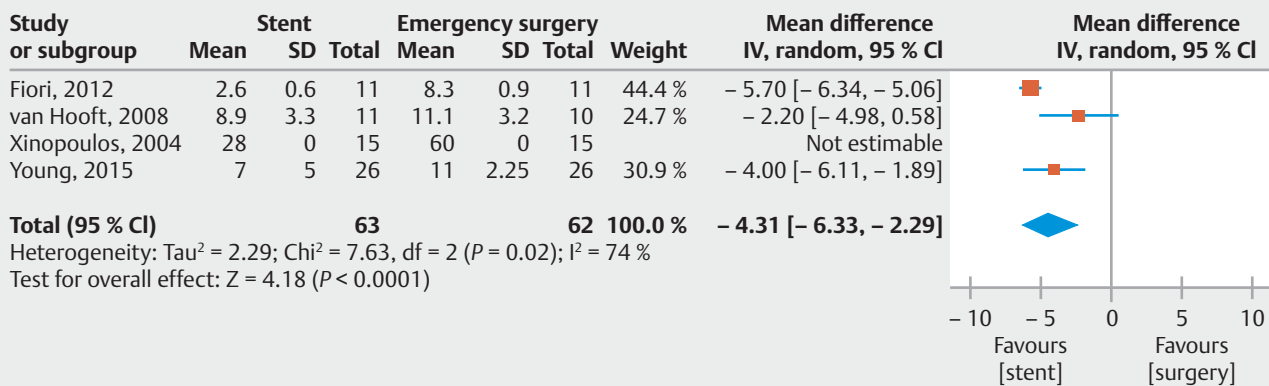 Study Stent Emergency surgery Mean difference Mean difference
or subgroup Mean SD Total Mean SD Total Weight IV, random, 95 % CI IV, random, 95 % CI
Fiori, 2012 2.6 0.6 11 8.3 0.9 11 44.4 % – 5.70 [– 6.34, – 5.06]
van Hooft, 2008 8.9 3.3 11 11.1 3.2 10 24.7 % – 2.20 [– 4.98, 0.58]
Xinopoulos, 2004 28 0 15 60 0 15 Not estimable
Young, 2015 7 5 26 11 2.25 26 30.9 % – 4.00 [– 6.11, – 1.89]
Total (95 % CI) 63 62 100.0 % – 4.31 [– 6.33, – 2.29]
Heterogeneity: Tau² = 2.29; Chi² = 7.63, df = 2 (P = 0.02); I² = 74 %
Test for overall effect: Z = 4.18 (P < 0.0001)
– 10 – 5 0 5 10
Favours Favours
[stent] [surgery]